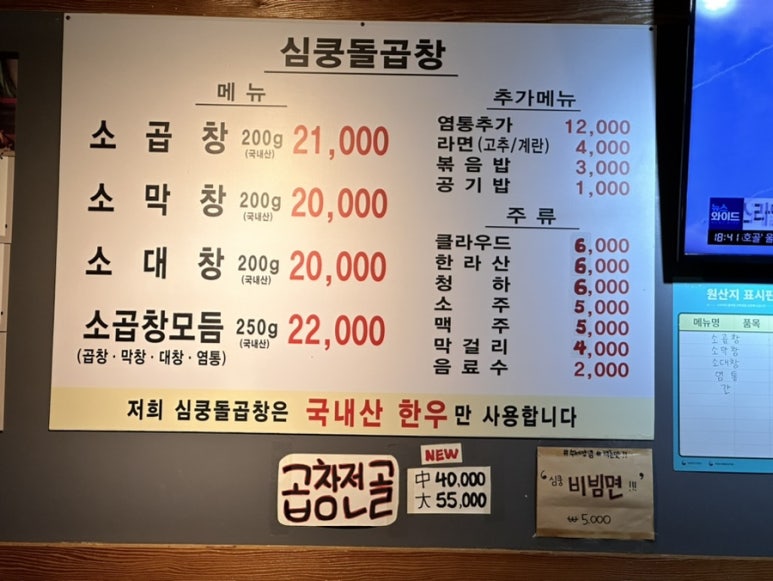 심쿵돌곱창
메 뉴
소 곱 창 200g (국내산) 21,000
소 막 창 200g (국내산) 20,000
소 대 창 200g (국내산) 20,000
소곱창모듬 250g (국내산) 22,000
(곱창·막창·대창·염통)
추가메뉴
염통추가 12,000
라면(고추/계란) 4,000
볶음밥 3,000
공기밥 1,000
주 류
클라우드 6,000
한라산 6,000
청 하 6,000
소 주 5,000
맥 주 5,000
막걸리 4,000
음료수 2,000
저희 심쿵돌곱창은 국내산 한우만 사용합니다
곱창전골
NEW
中 40,000
大 55,000
“심쿵 비빔면!!!”
₩5,000
뉴스
와이드
18:41
원산지 표시판
메뉴명 품목
소곱창
소막창
소대창
염통
간